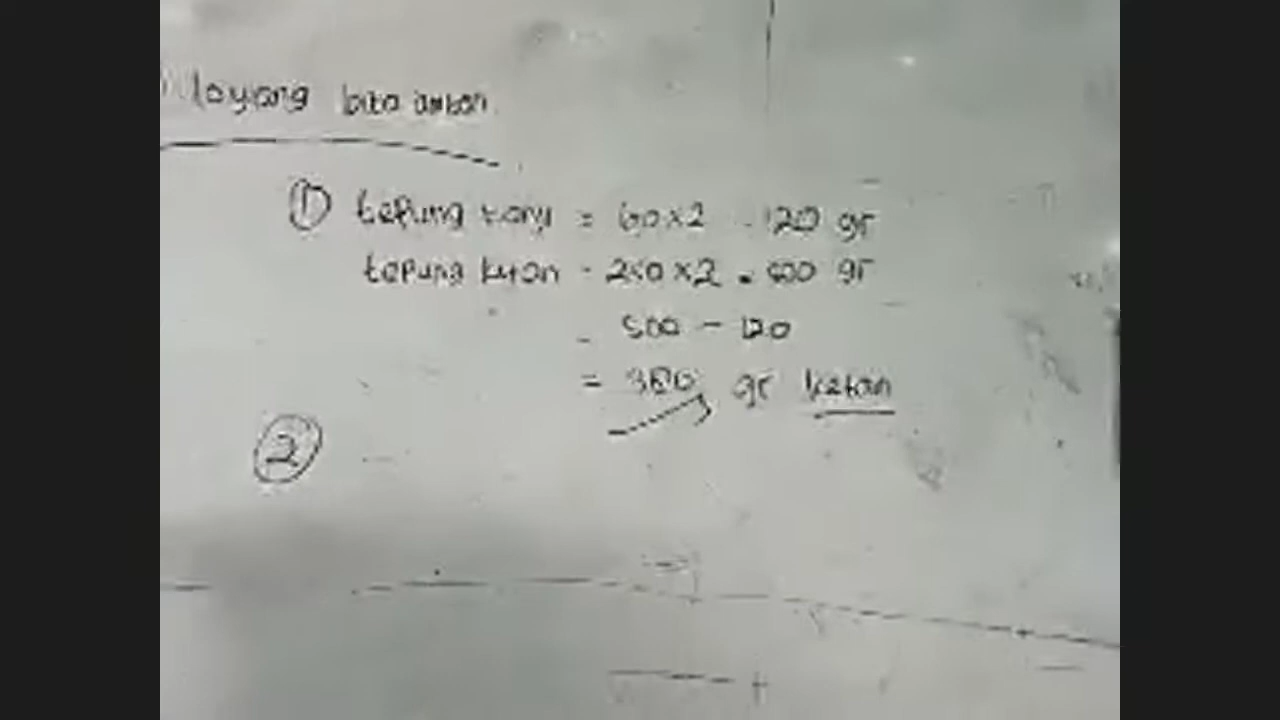 loyang bika ambon
① tepung kanji = 60 x 2 = 120 gr
tepung ketan = 250 x 2 = 500 gr
= 500 - 120
= 380 gr ketan
②